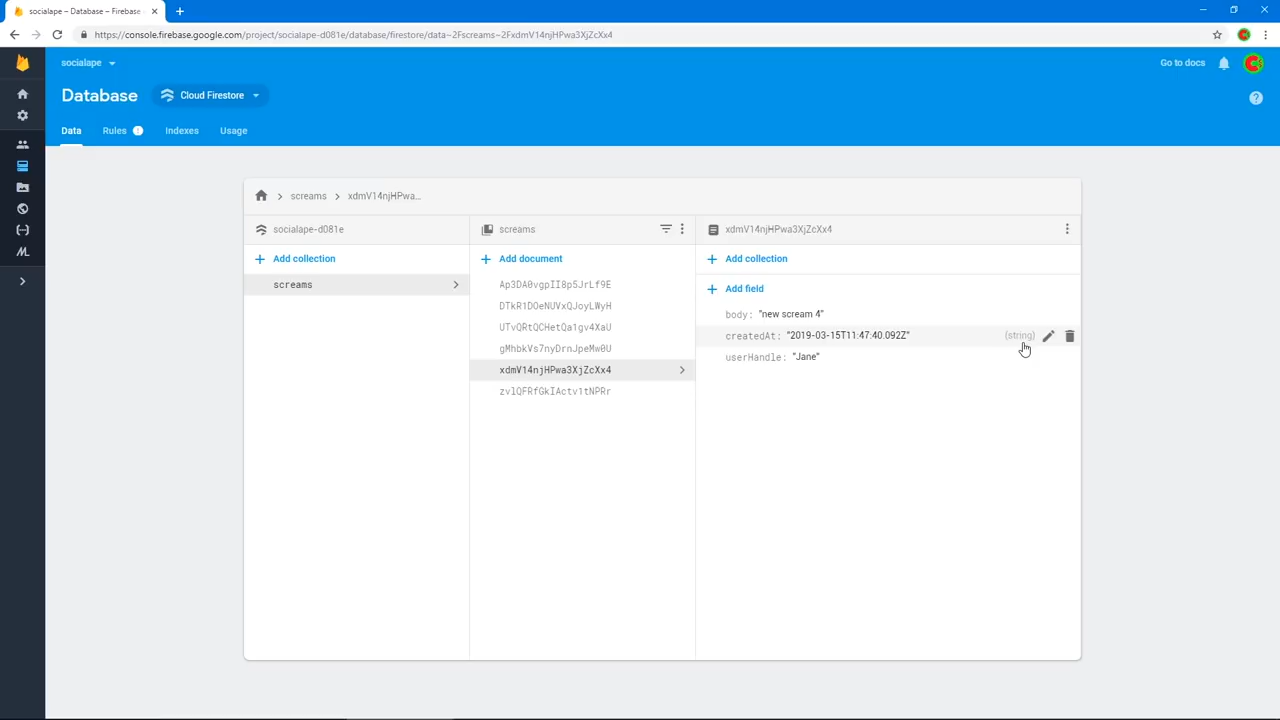 socialape – Database – Firebase
https://console.firebase.google.com/project/socialape-d081e/database/firestore/data~2Fscreams~2FxdmV14njHPwa3XjZcXx4
socialape
Go to docs
Database
Cloud Firestore
Data
Rules
Indexes
Usage
screams
xdmV14njHPwa...
socialape-d081e
screams
xdmV14njHPwa3XjZcXx4
Add collection
Add document
Add collection
screams
Ap3DA0vgpII8p5JrLf9E
DTkR1DOeNUVxQJoyLWyH
UTvQRtQCHetQa1gv4XaU
gMhbkVs7nyDrnJpeMw0U
xdmV14njHPwa3XjZcXx4
zvlQFRfGkIActv1tNPRr
Add field
body: "new scream 4"
createdAt: "2019-03-15T11:47:40.092Z"
(string)
userHandle: "Jane"